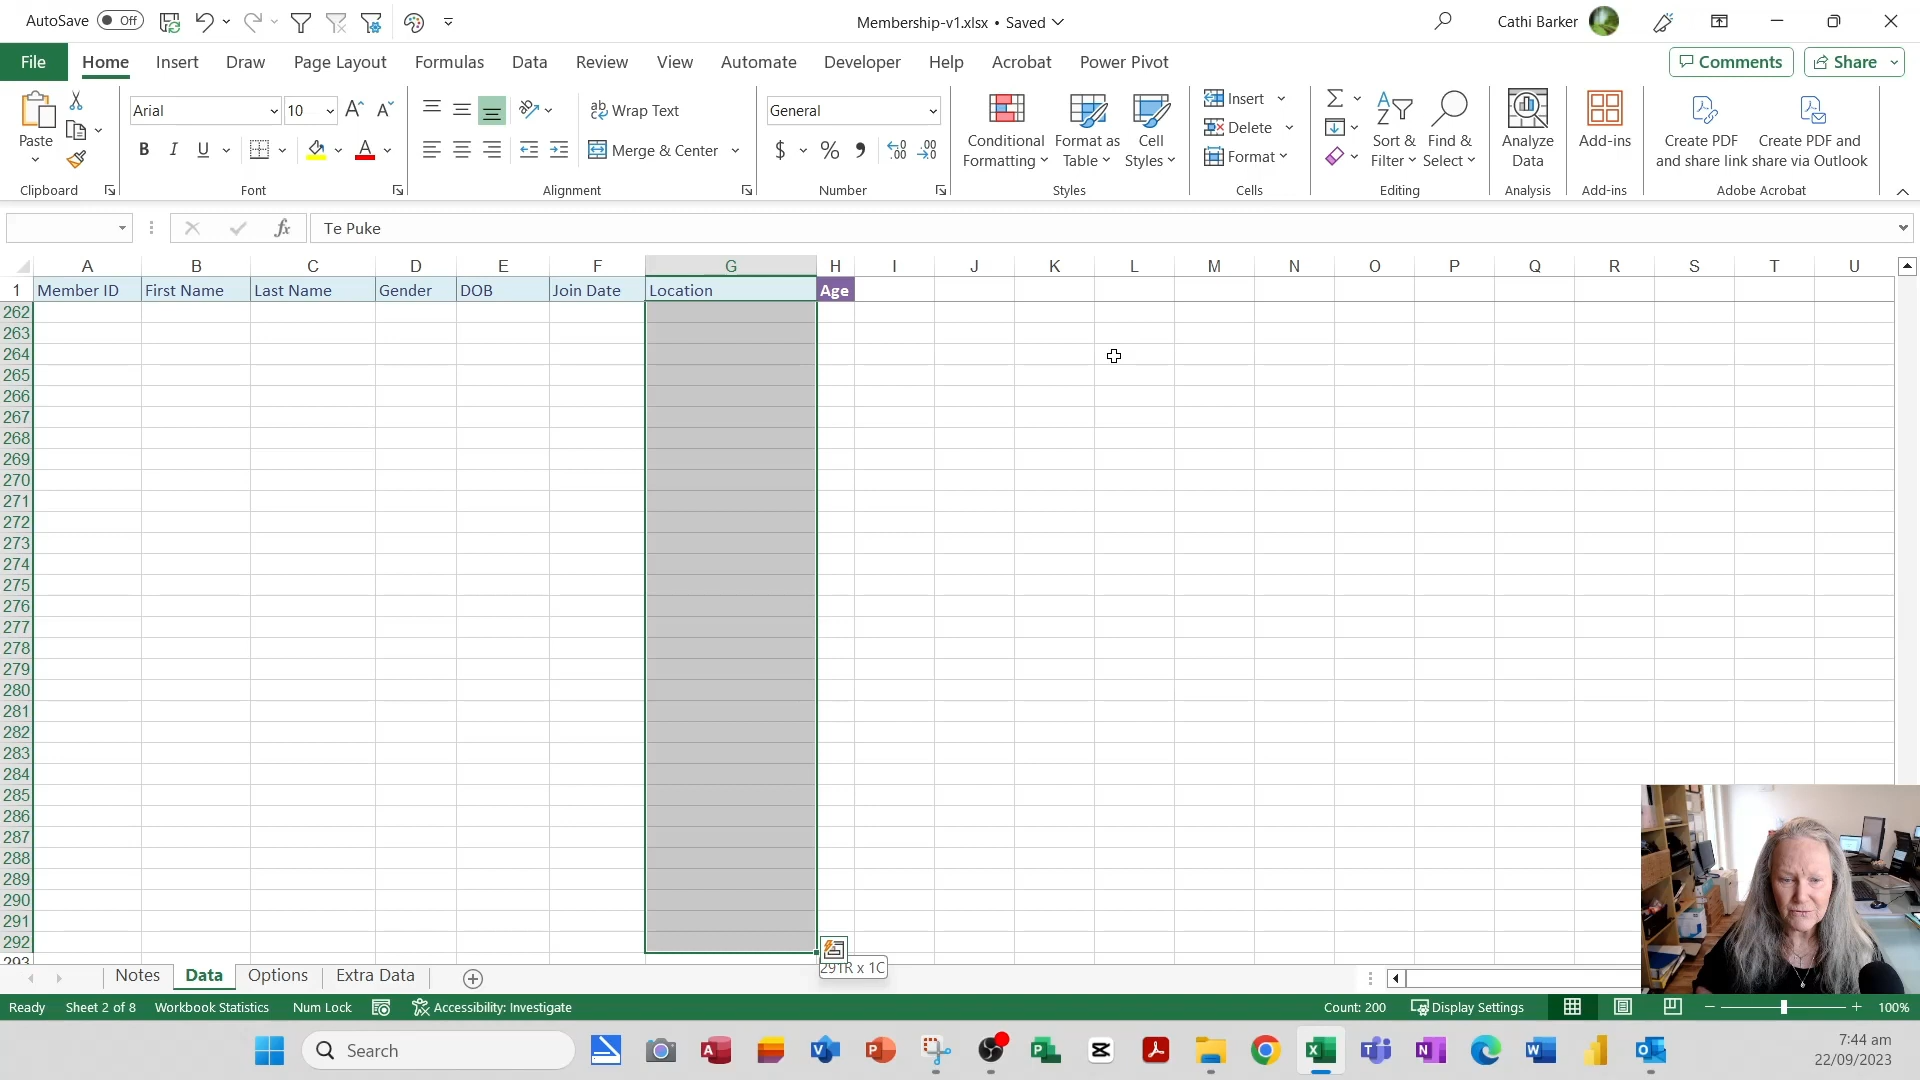 AutoSave Off Membership-v1.xlsx • Saved Cathi Barker
File Home Insert Draw Page Layout Formulas Data Review View Automate Developer Help Acrobat Power Pivot Comments Share
Paste
Clipboard
Arial 10
B I U A
Font
ab Wrap Text
Merge & Center
Alignment
General
$ % ,
Number
Conditional Formatting
Format as Table
Cell Styles
Styles
Insert
Delete
Format
Cells
Sort & Filter
Find & Select
Editing
Analyze Data
Analysis
Add-ins
Add-ins
Create PDF and share link
Create PDF and share via Outlook
Adobe Acrobat
fx Te Puke
A B C D E F G H I J K L M N O P Q R S T U
1 Member ID First Name Last Name Gender DOB Join Date Location Age
262
263
264
265
266
267
268
269
270
271
272
273
274
275
276
277
278
279
280
281
282
283
284
285
286
287
288
289
290
291
292
293
291R x 1C
Notes Data Options Extra Data
Ready Sheet 2 of 8 Workbook Statistics Num Lock Accessibility: Investigate Count: 200 Display Settings 100%
Search
7:44 am
22/09/2023